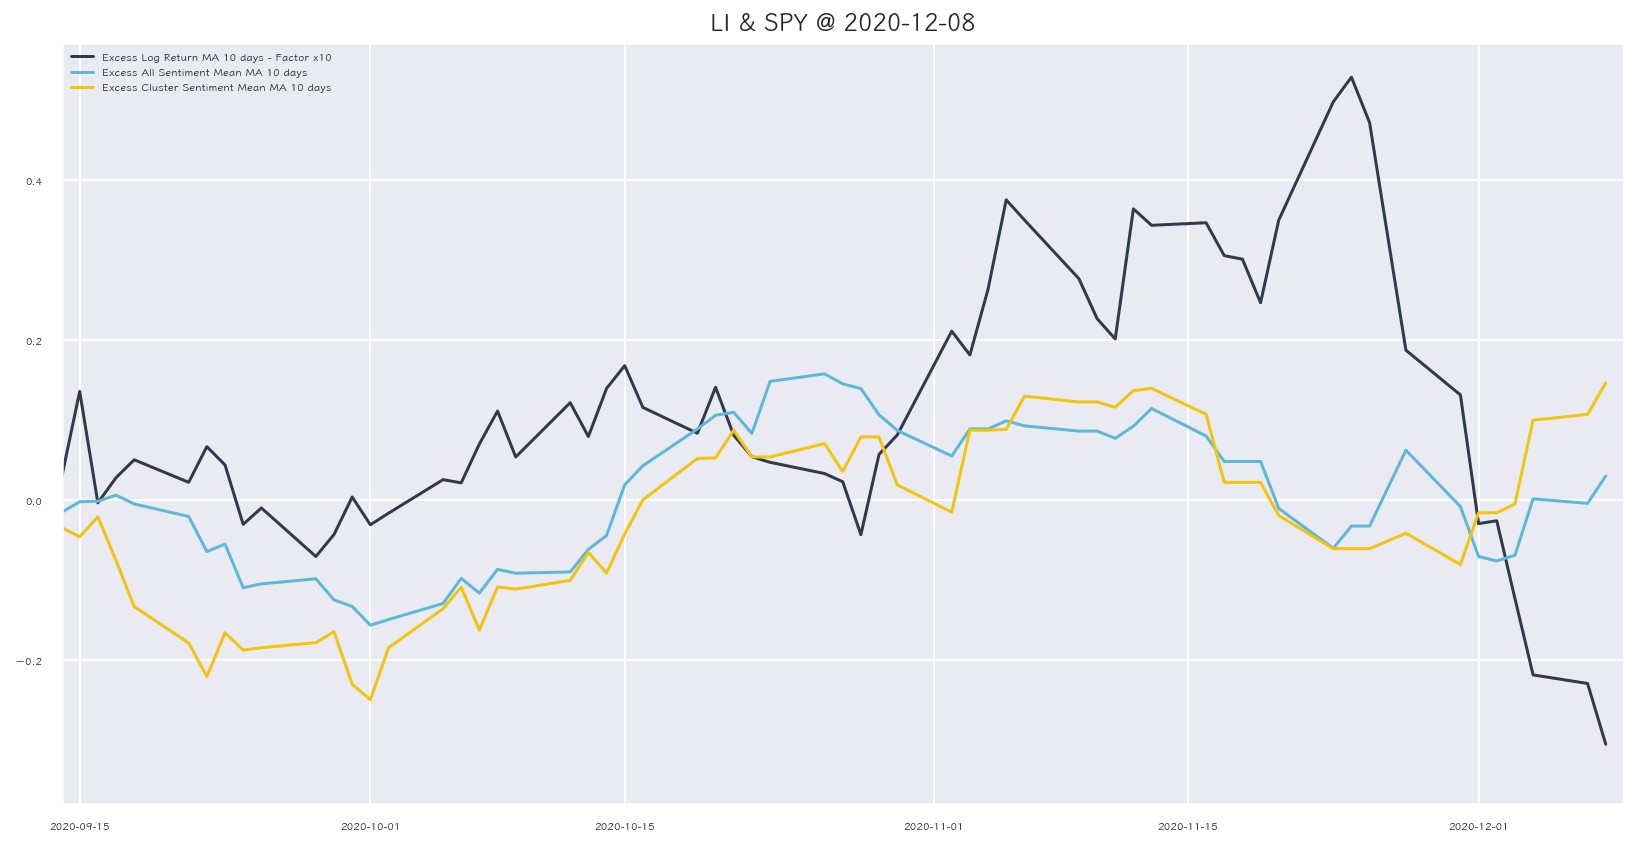 LI & SPY @ 2020-12-08
Excess Log Return MA 10 days - Factor x10
Excess All Sentiment Mean MA 10 days
Excess Cluster Sentiment Mean MA 10 days
0.4
0.2
0.0
−0.2
2020-09-15
2020-10-01
2020-10-15
2020-11-01
2020-11-15
2020-12-01